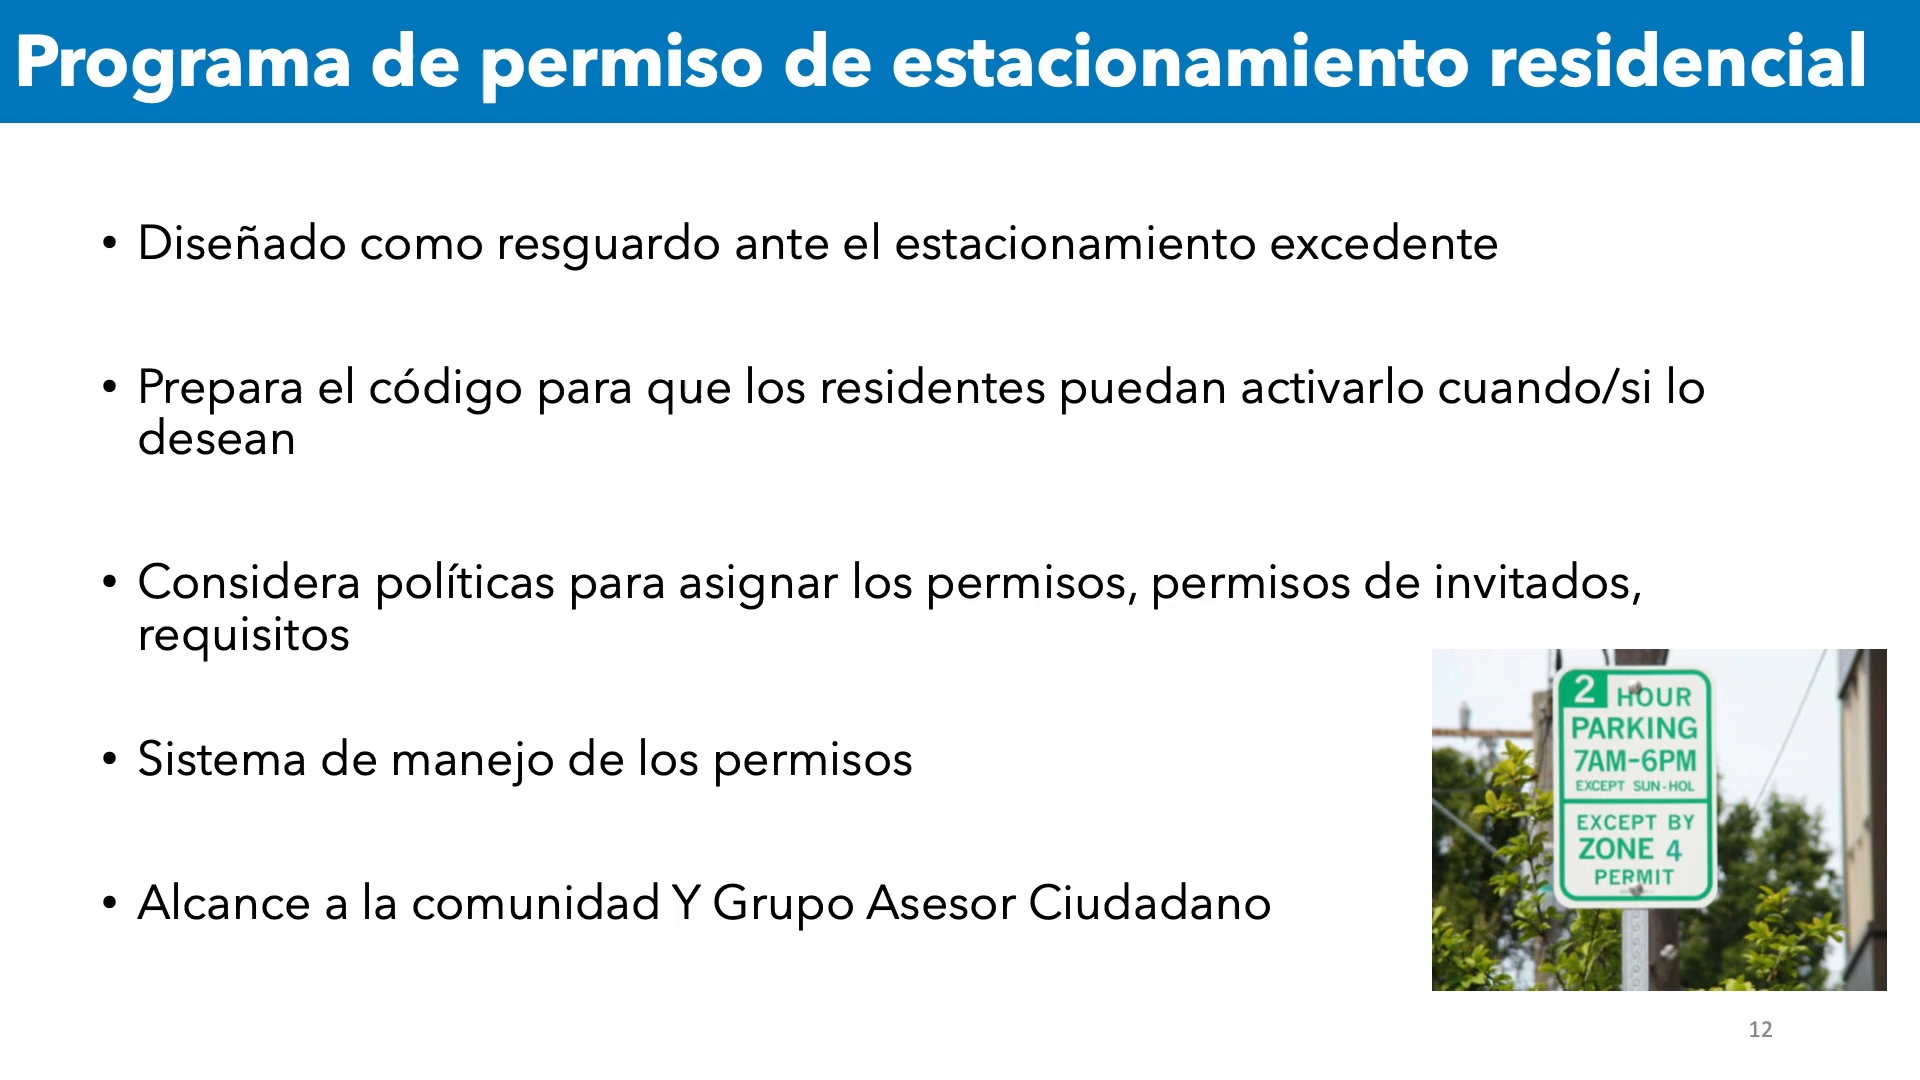 Programa de permiso de estacionamiento residencial
• Diseñado como resguardo ante el estacionamiento excedente
• Prepara el código para que los residentes puedan activarlo cuando/si lo
desean
• Considera políticas para asignar los permisos, permisos de invitados,
requisitos
• Sistema de manejo de los permisos
• Alcance a la comunidad Y Grupo Asesor Ciudadano
2 HOUR
PARKING
7AM-6PM
EXCEPT SUN-HOL
EXCEPT BY
ZONE 4
PERMIT
12